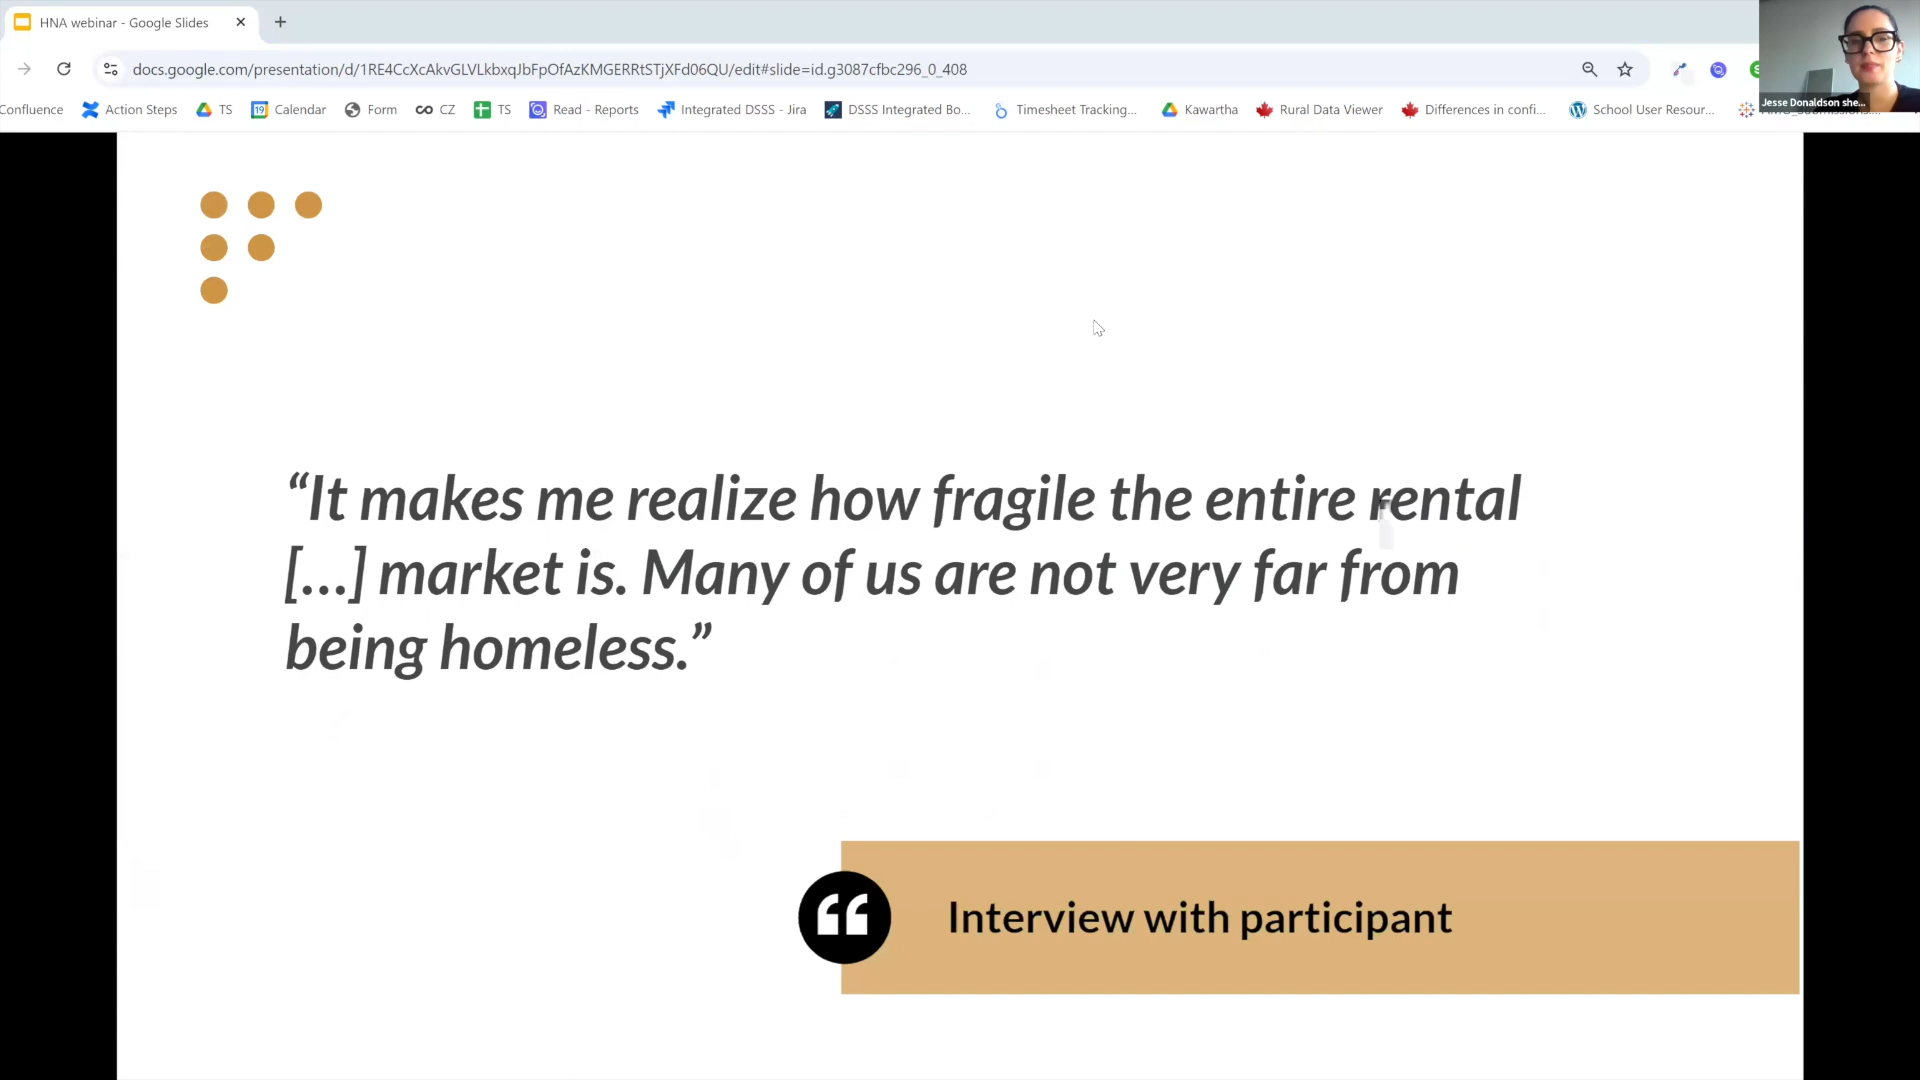 HNA webinar - Google Slides
docs.google.com/presentation/d/1RE4CcXcAkvGLVLkbxqJbFpOfAzKMGERRtSTjXFd06QU/edit#slide=id.g3087cfbc296_0_408
Jesse Donaldson she...
Confluence Action Steps TS Calendar Form CZ TS Read - Reports Integrated DSSS - Jira DSSS Integrated Bo... Timesheet Tracking... Kawartha Rural Data Viewer Differences in confi... School User Resour...
“It makes me realize how fragile the entire rental
[...] market is. Many of us are not very far from
being homeless.”
Interview with participant